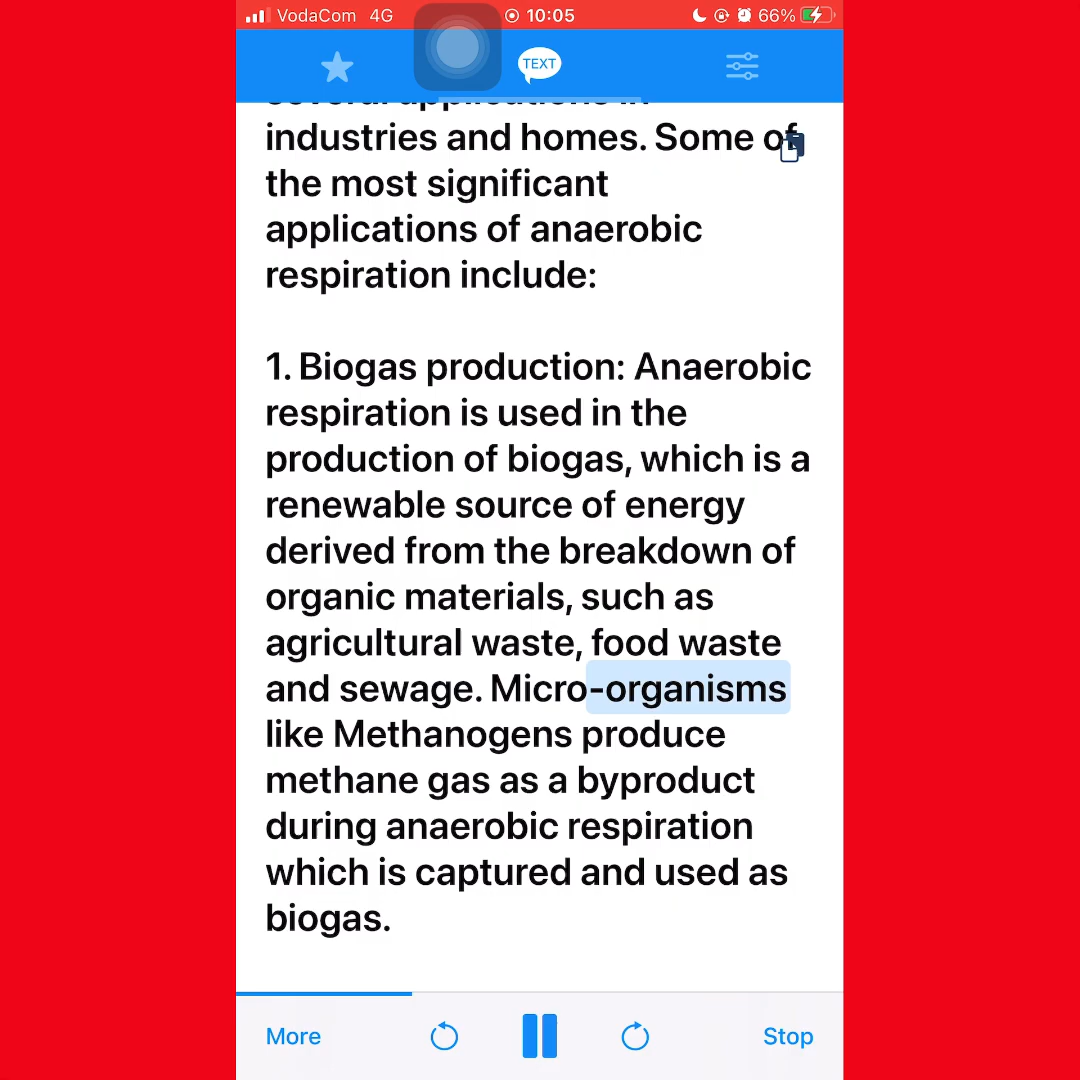 VodaCom 4G 10:05 66%
TEXT
industries and homes. Some of
the most significant
applications of anaerobic
respiration include:
1. Biogas production: Anaerobic
respiration is used in the
production of biogas, which is a
renewable source of energy
derived from the breakdown of
organic materials, such as
agricultural waste, food waste
and sewage. Micro-organisms
like Methanogens produce
methane gas as a byproduct
during anaerobic respiration
which is captured and used as
biogas.
More Stop